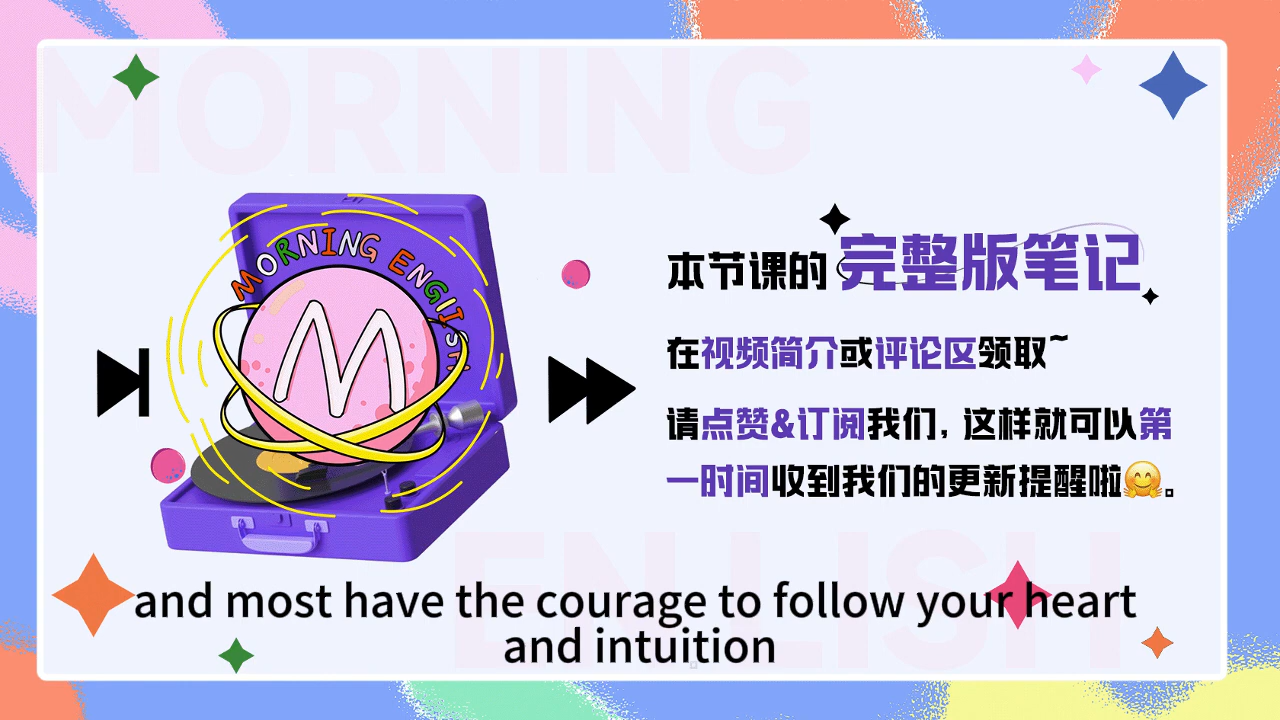 MORNING
MORNING ENGlISH
M
本节课的 完整版笔记
在视频简介或评论区领取~
请点赞&订阅我们，这样就可以第
一时间收到我们的更新提醒啦🤗。
ENLISH
and most have the courage to follow your heart
and intuition